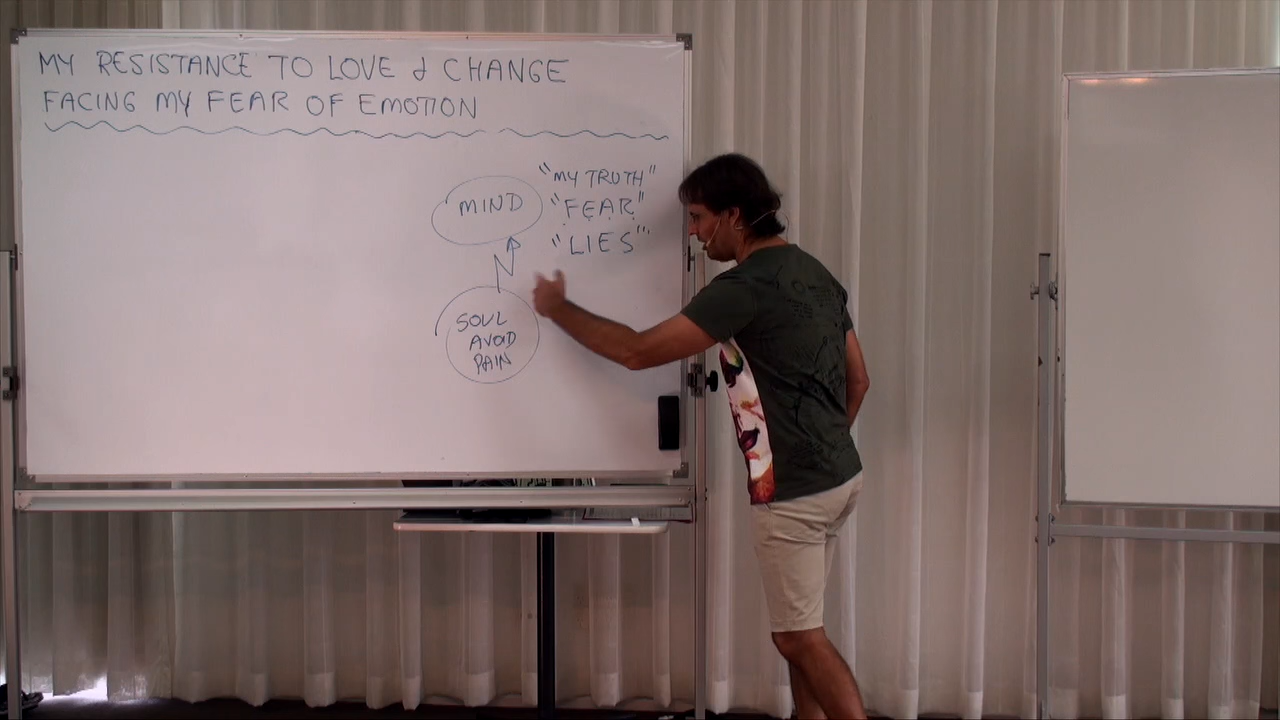 MY RESISTANCE TO LOVE & CHANGE
FACING MY FEAR OF EMOTION
MIND
"MY TRUTH"
"FEAR"
"LIES"
SOUL
AVOID
PAIN